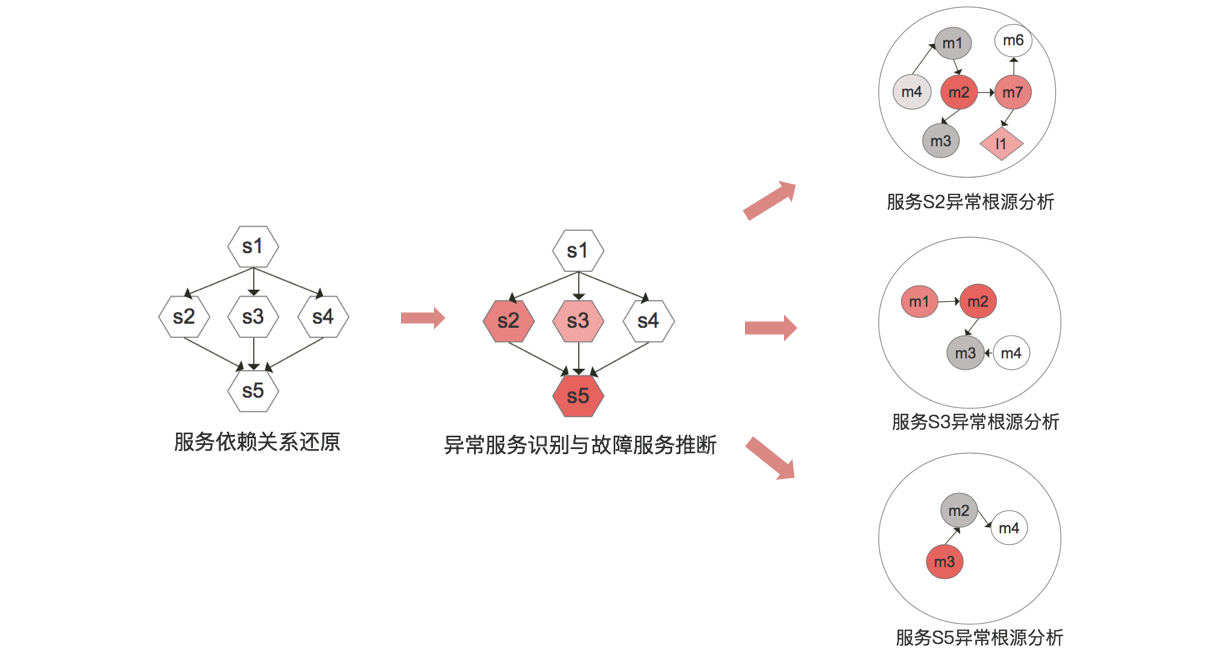 s1
s2
s3
s4
s5
服务依赖关系还原
s1
s2
s3
s4
s5
异常服务识别与故障服务推断
m1
m6
m4
m2
m7
m3
l1
服务S2异常根源分析
m1
m2
m3
m4
服务S3异常根源分析
m2
m4
m3
服务S5异常根源分析